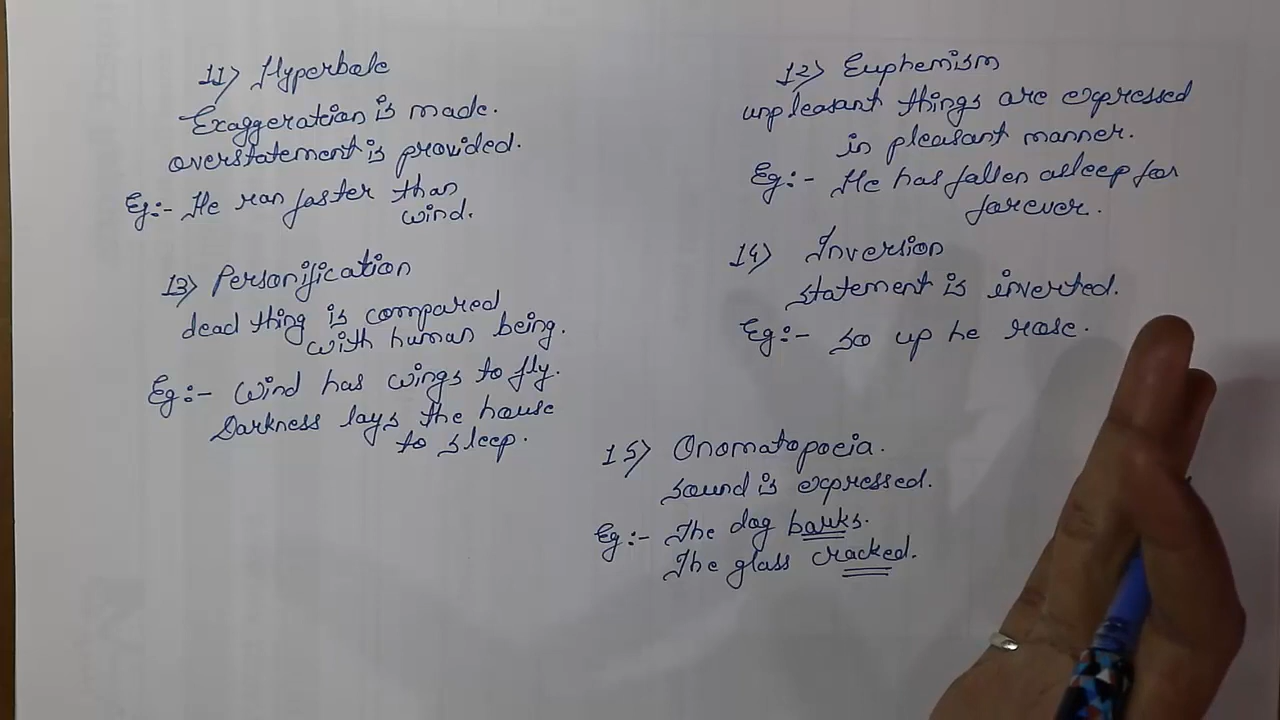 11) Hyperbole
Exaggeration is made.
overstatement is provided.
Eg:- He ran faster than
wind.
12) Euphemism
unpleasant things are expressed
in pleasant manner.
Eg:- He has fallen asleep for
forever.
13) Personification
dead thing is compared
with human being.
Eg:- Wind has wings to fly.
Darkness lays the house
to sleep.
14) Inversion
statement is inverted.
Eg:- so up he rose.
15) Onomatopoeia.
sound is expressed.
Eg:- The dog barks.
The glass cracked.